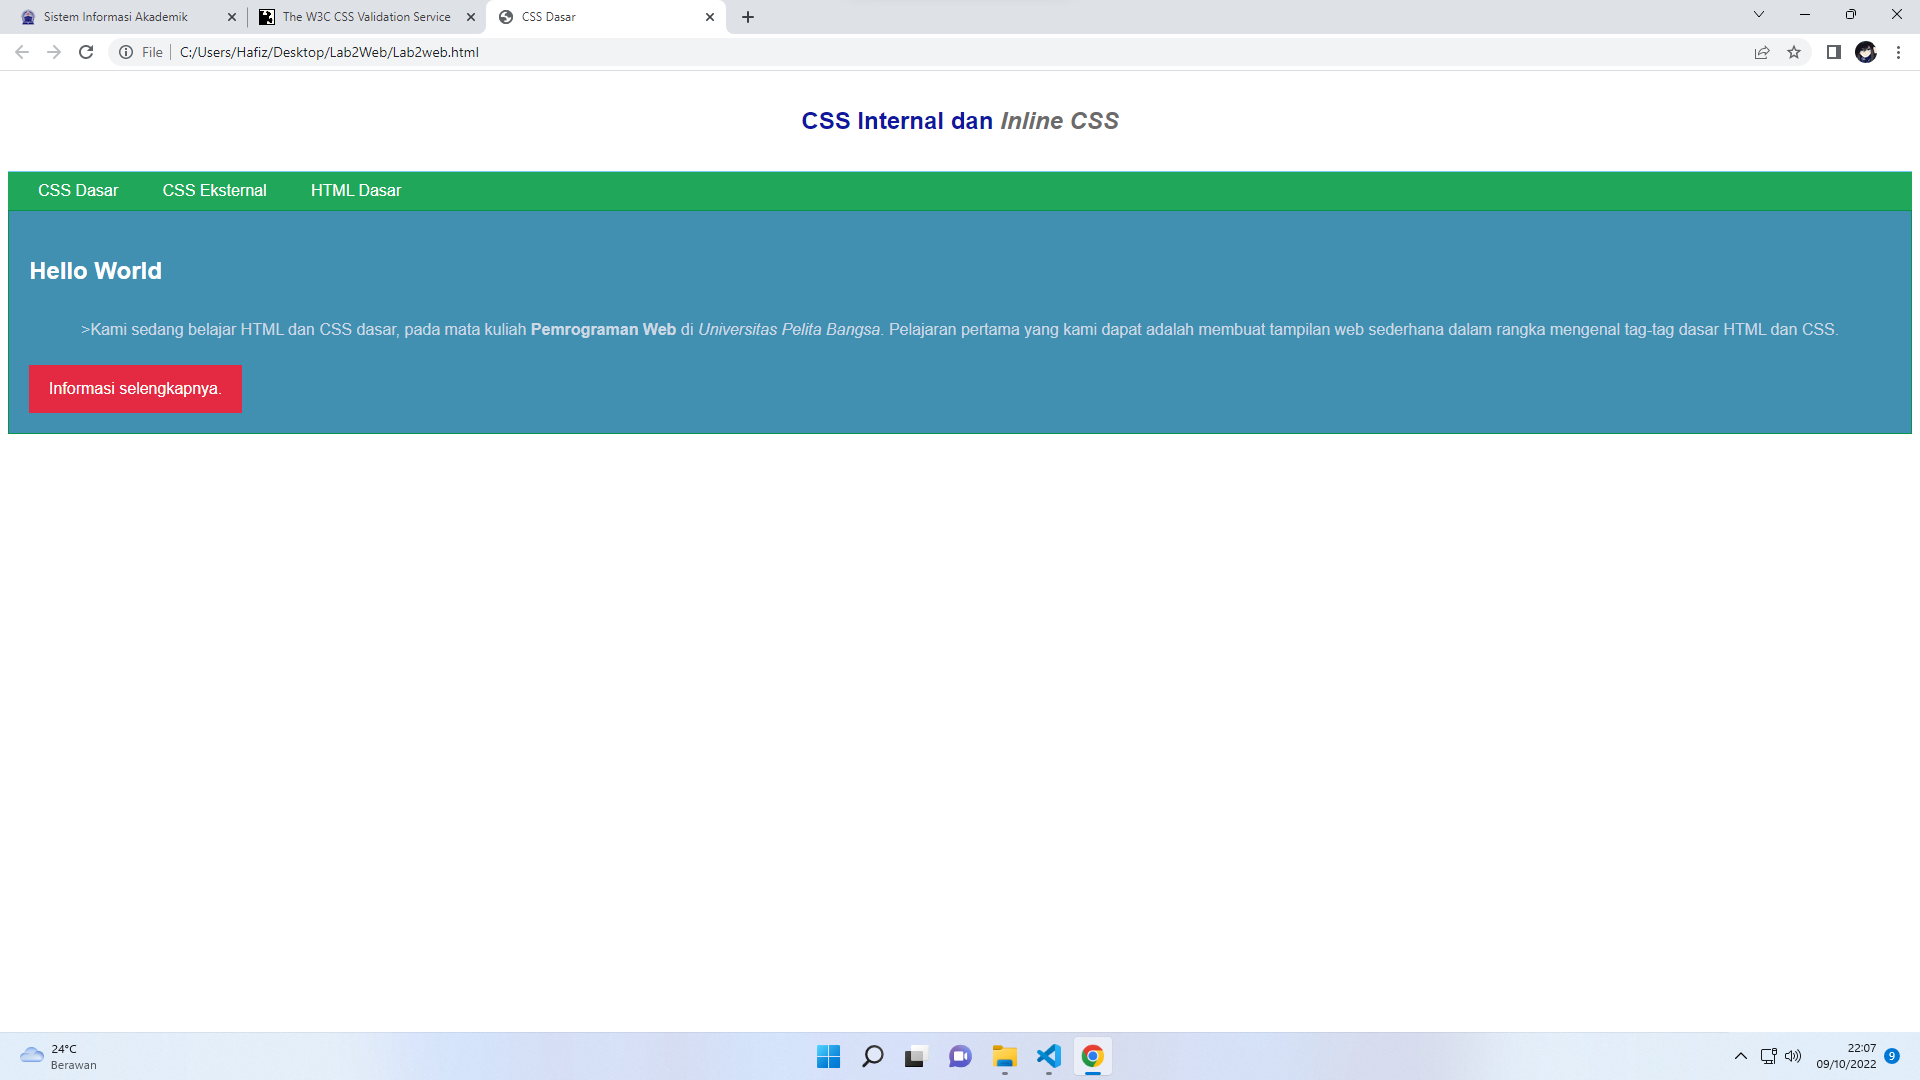 Sistem Informasi Akademik
The W3C CSS Validation Service
CSS Dasar
File
C:/Users/Hafiz/Desktop/Lab2Web/Lab2web.html
CSS Internal dan Inline CSS
CSS Dasar CSS Eksternal HTML Dasar
Hello World
>Kami sedang belajar HTML dan CSS dasar, pada mata kuliah Pemrograman Web di Universitas Pelita Bangsa. Pelajaran pertama yang kami dapat adalah membuat tampilan web sederhana dalam rangka mengenal tag-tag dasar HTML dan CSS.
Informasi selengkapnya.
24°C
Berawan
22:07
09/10/2022
9